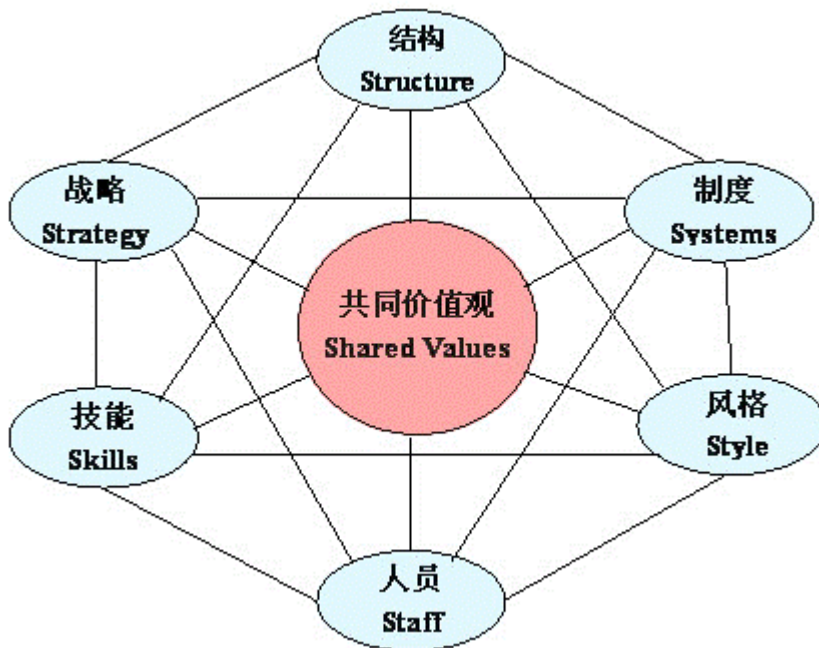 结构
Structure
战略
Strategy
制度
Systems
共同价值观
Shared Values
技能
Skills
风格
Style
人员
Staff